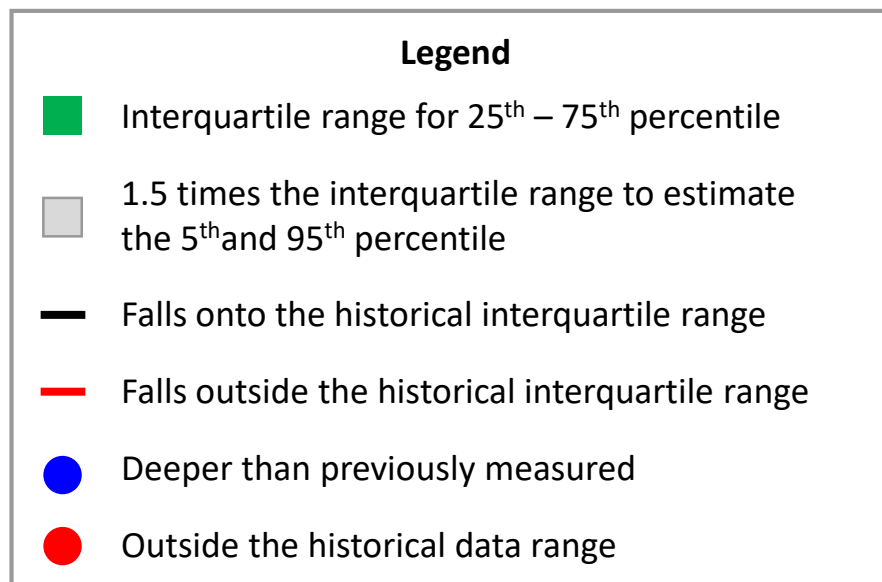 Legend
Interquartile range for 25th – 75th percentile
1.5 times the interquartile range to estimate
the 5thand 95th percentile
Falls onto the historical interquartile range
Falls outside the historical interquartile range
Deeper than previously measured
Outside the historical data range